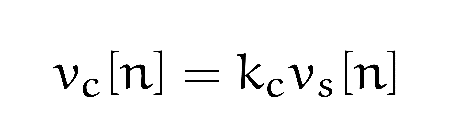 v_c[n] = k_c v_s[n]